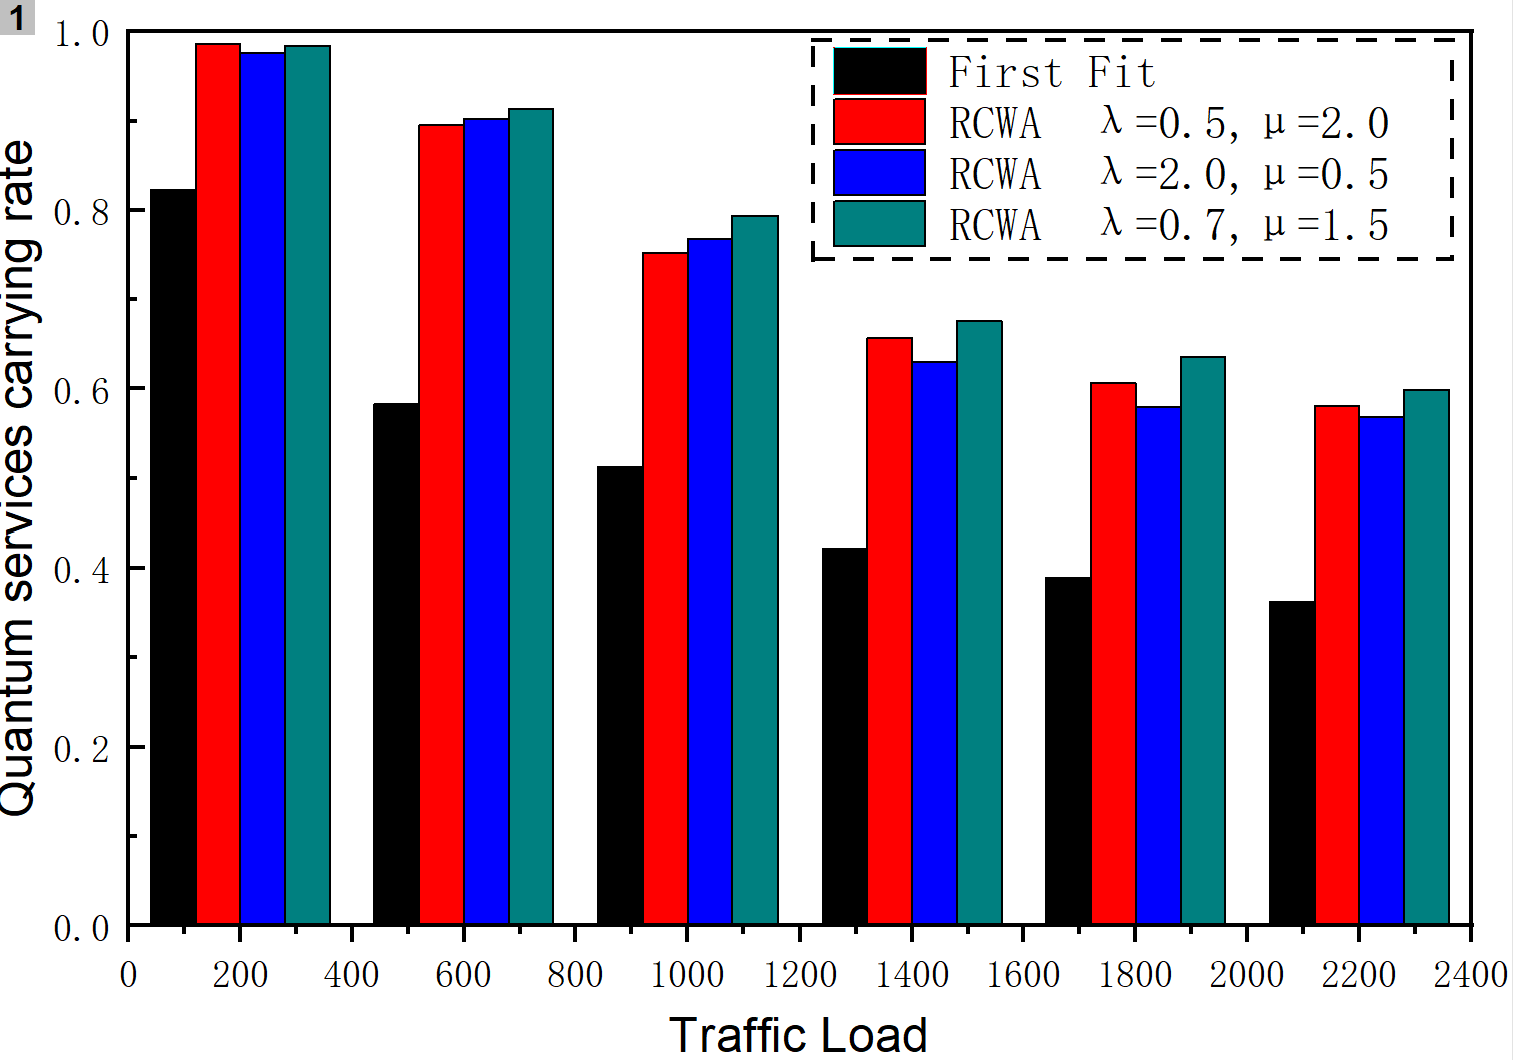 1
Quantum services carrying rate
1.0
0.8
0.6
0.4
0.2
0.0
First Fit
RCWA λ=0.5, μ=2.0
RCWA λ=2.0, μ=0.5
RCWA λ=0.7, μ=1.5
0 200 400 600 800 1000 1200 1400 1600 1800 2000 2200 2400
Traffic Load